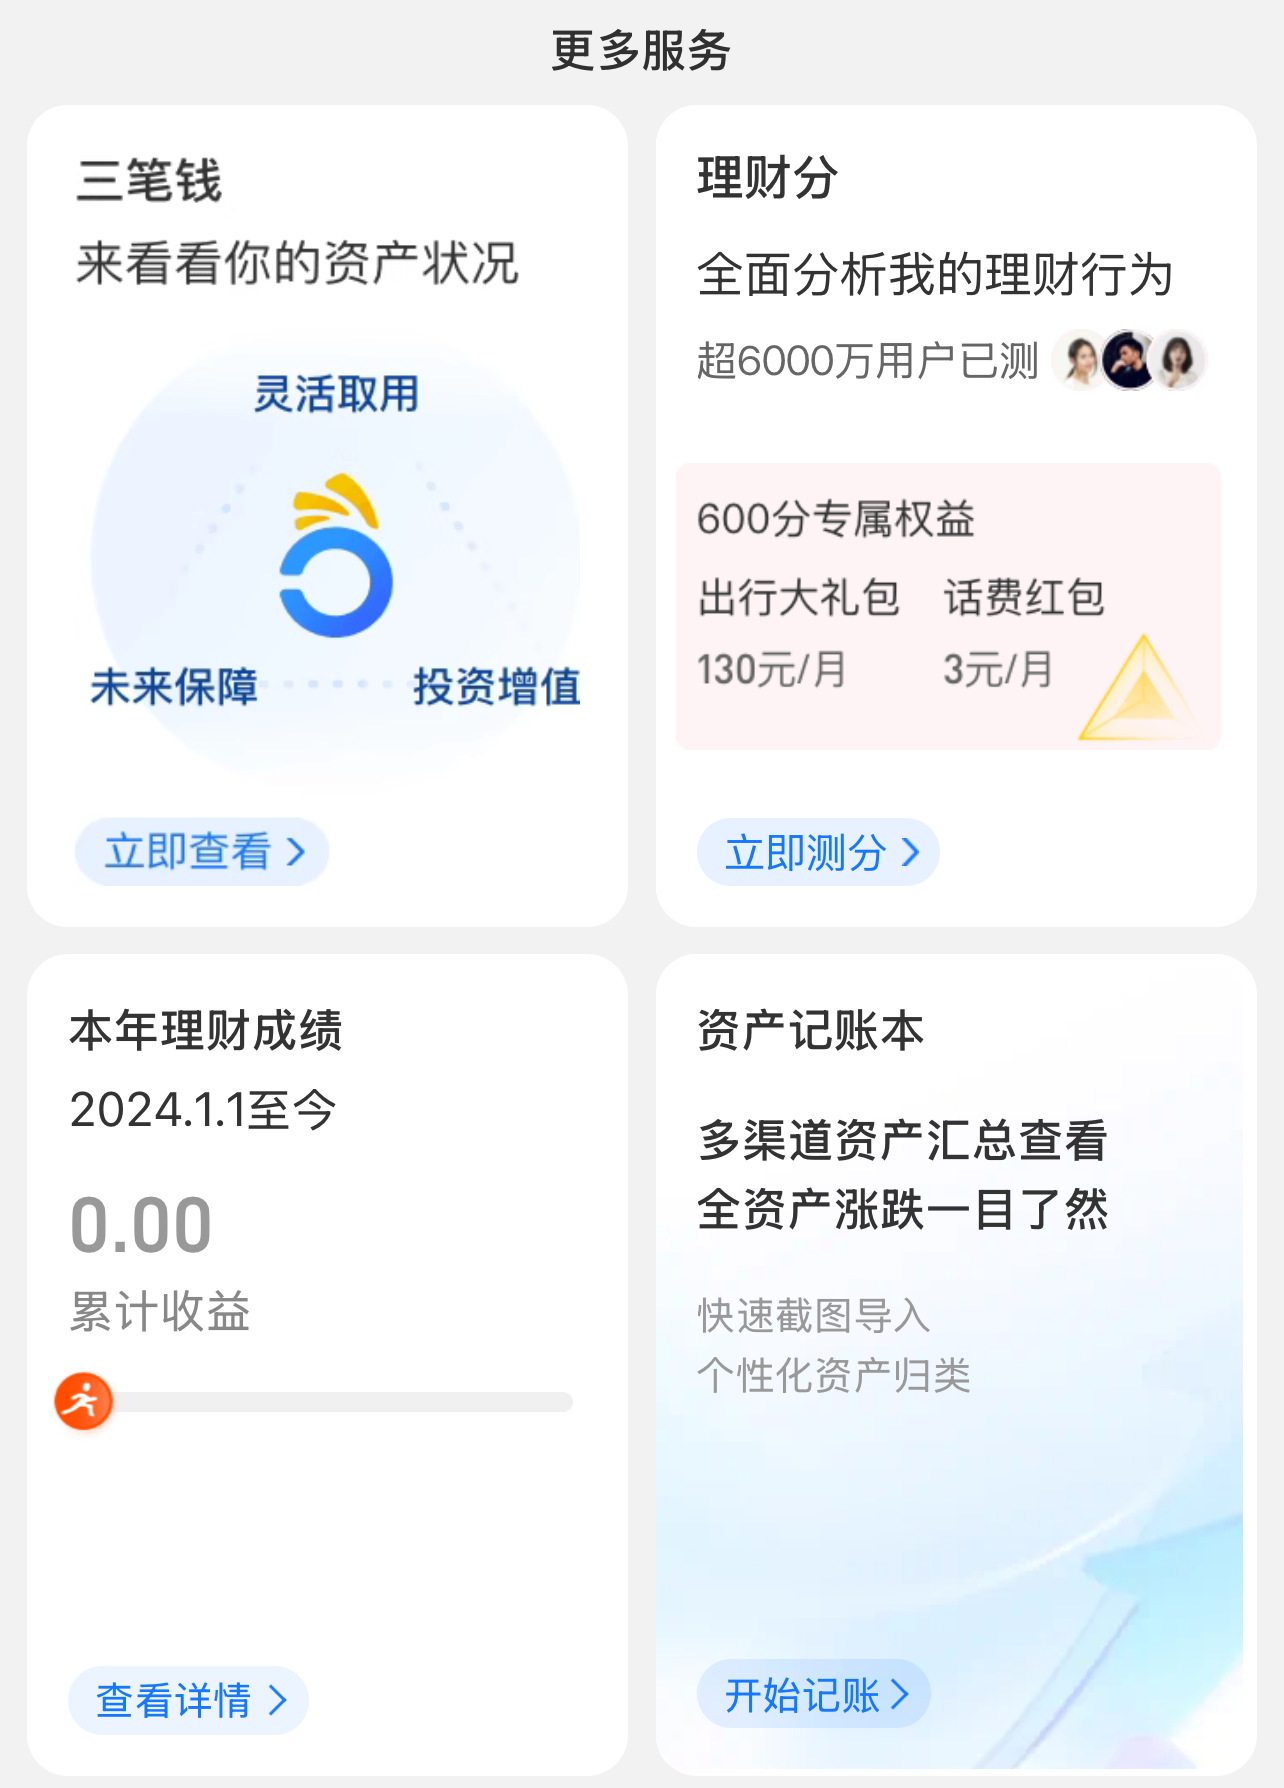 更多服务
三笔钱
来看看你的资产状况
灵活取用
未来保障
投资增值
立即查看
理财分
全面分析我的理财行为
超6000万用户已测
600分专属权益
出行大礼包 话费红包
130元/月 3元/月
立即测分
本年理财成绩
2024.1.1至今
0.00
累计收益
查看详情
资产记账本
多渠道资产汇总查看
全资产涨跌一目了然
快速截图导入
个性化资产归类
开始记账